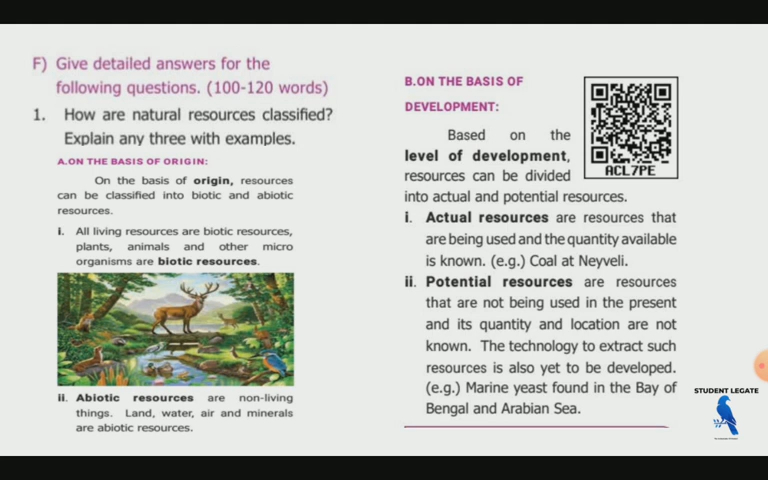 F) Give detailed answers for the
following questions. (100-120 words)
1. How are natural resources classified?
Explain any three with examples.
A.ON THE BASIS OF ORIGIN:
On the basis of origin, resources
can be classified into biotic and abiotic
resources.
i. All living resources are biotic resources,
plants, animals and other micro
organisms are biotic resources.
ii. Abiotic resources are non-living
things. Land, water, air and minerals
are abiotic resources.
B.ON THE BASIS OF
DEVELOPMENT:
Based on the
level of development,
resources can be divided
into actual and potential resources.
i. Actual resources are resources that
are being used and the quantity available
is known. (e.g.) Coal at Neyveli.
ii. Potential resources are resources
that are not being used in the present
and its quantity and location are not
known. The technology to extract such
resources is also yet to be developed.
(e.g.) Marine yeast found in the Bay of
Bengal and Arabian Sea.
ACL7PE
STUDENT LEGATE